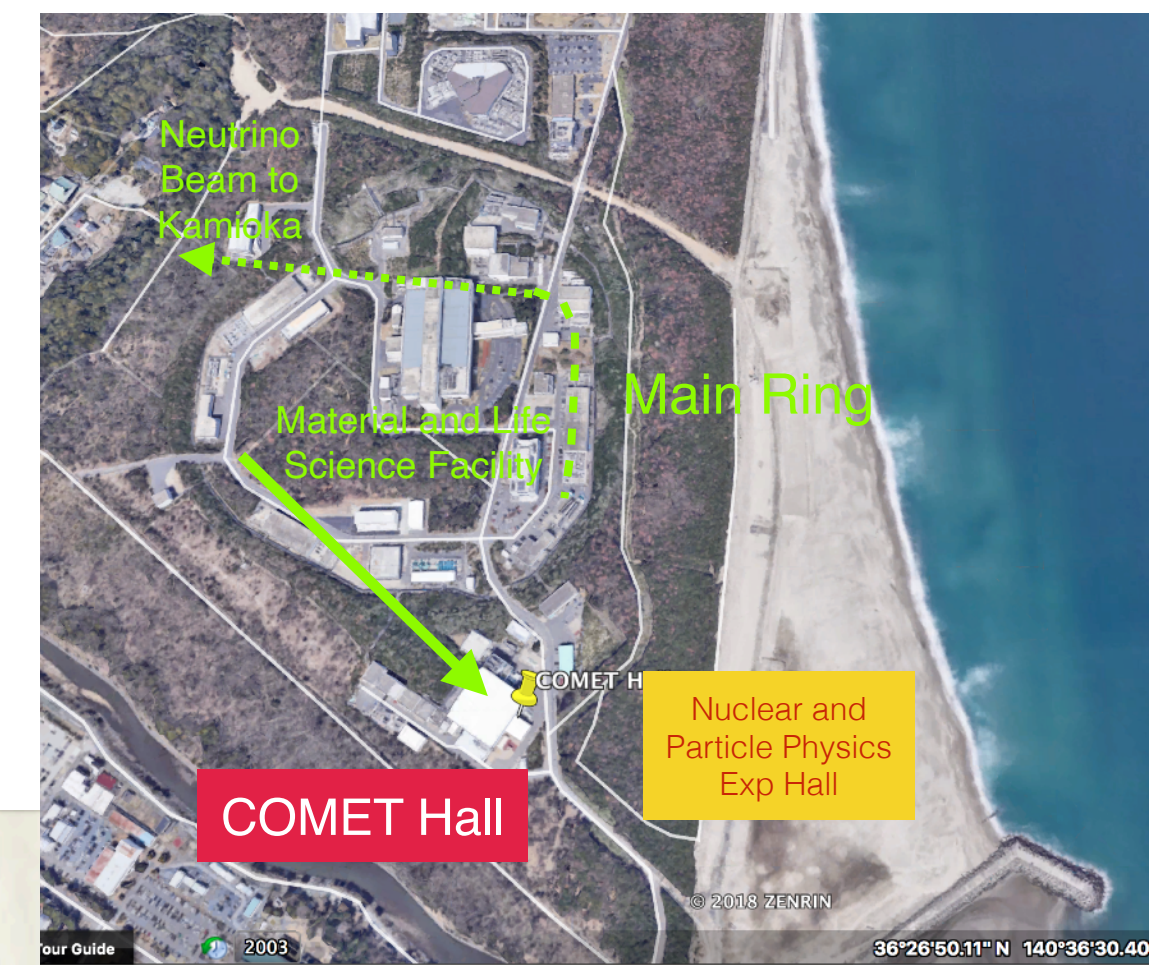 Neutrino
Beam to
Kamioka
Main Ring
Material and Life
Science Facility
COMET H
Nuclear and
Particle Physics
Exp Hall
COMET Hall
© 2018 ZENRIN
our Guide
2003
36°26'50.11" N 140°36'30.40